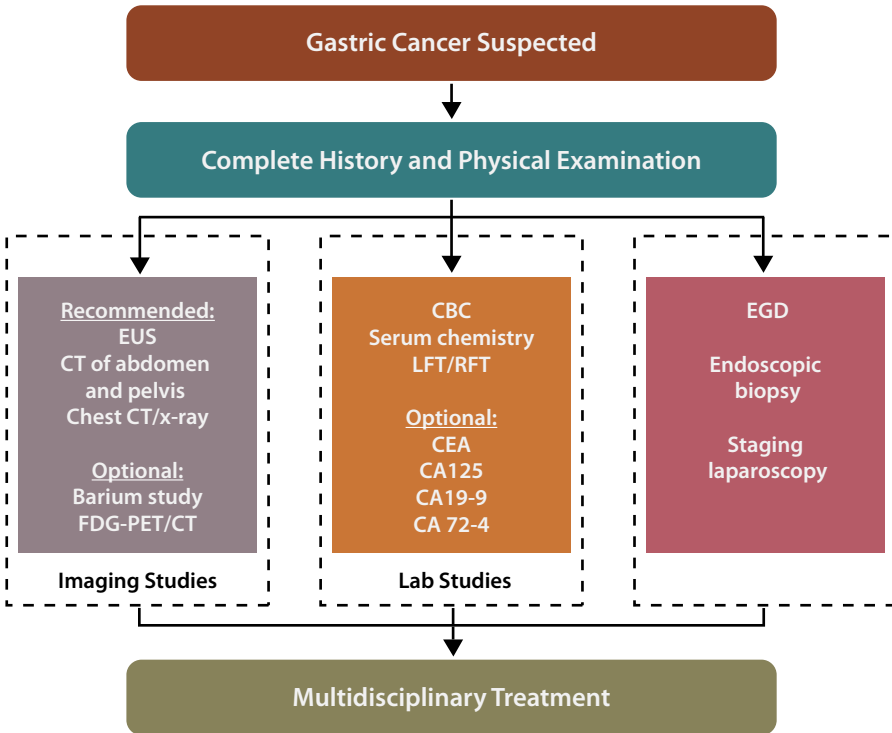 Gastric Cancer Suspected
Complete History and Physical Examination
Recommended:
EUS
CT of abdomen
and pelvis
Chest CT/x-ray
Optional:
Barium study
FDG-PET/CT
Imaging Studies
CBC
Serum chemistry
LFT/RFT
Optional:
CEA
CA125
CA19-9
CA 72-4
Lab Studies
EGD
Endoscopic
biopsy
Staging
laparoscopy
Multidisciplinary Treatment